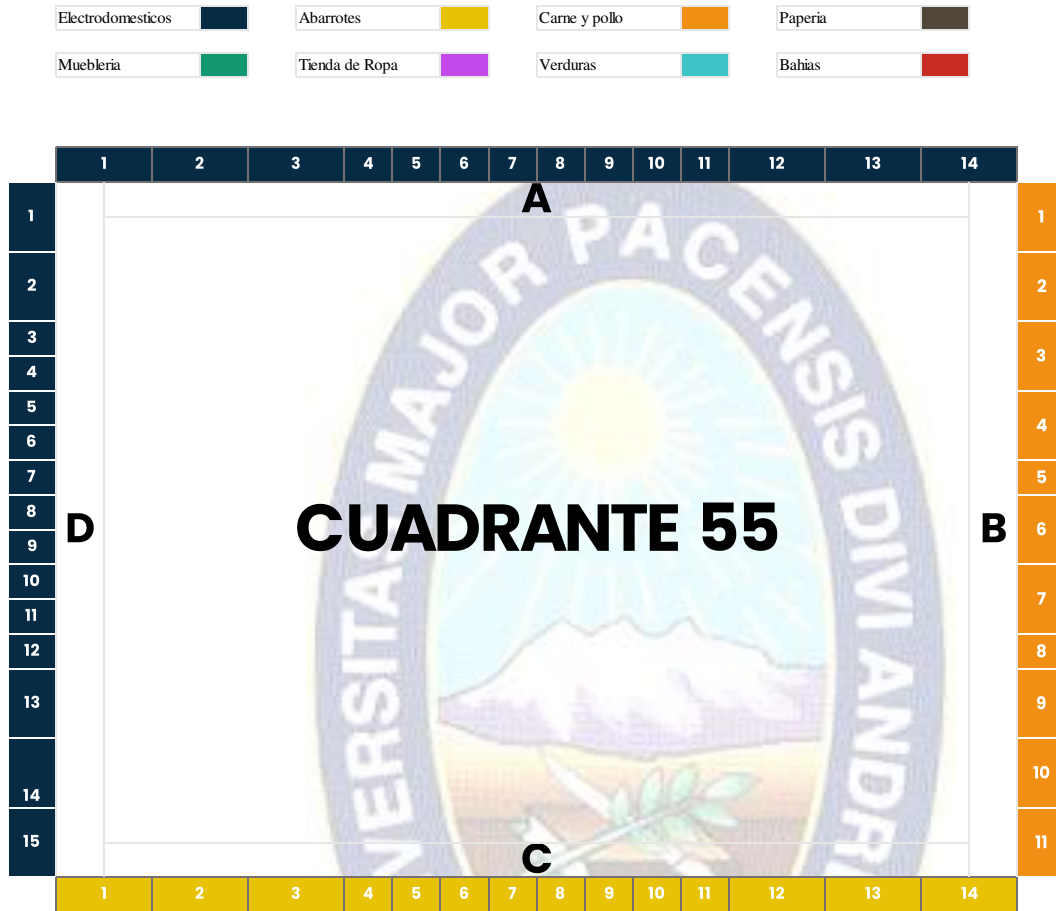 Electrodomesticos Abarrotes Carne y pollo Paperia
Muebleria Tienda de Ropa Verduras Bahias
1 2 3 4 5 6 7 8 9 10 11 12 13 14
A
1 1
2 2
3 3
4 4
5 5
6 6
7 7
8 8
9 9
10 10
11 11
12
13
14
15
D
CUADRANTE 55
B
VERSITAS MAJOR PACENSIS DIVI ANDR
C
1 2 3 4 5 6 7 8 9 10 11 12 13 14